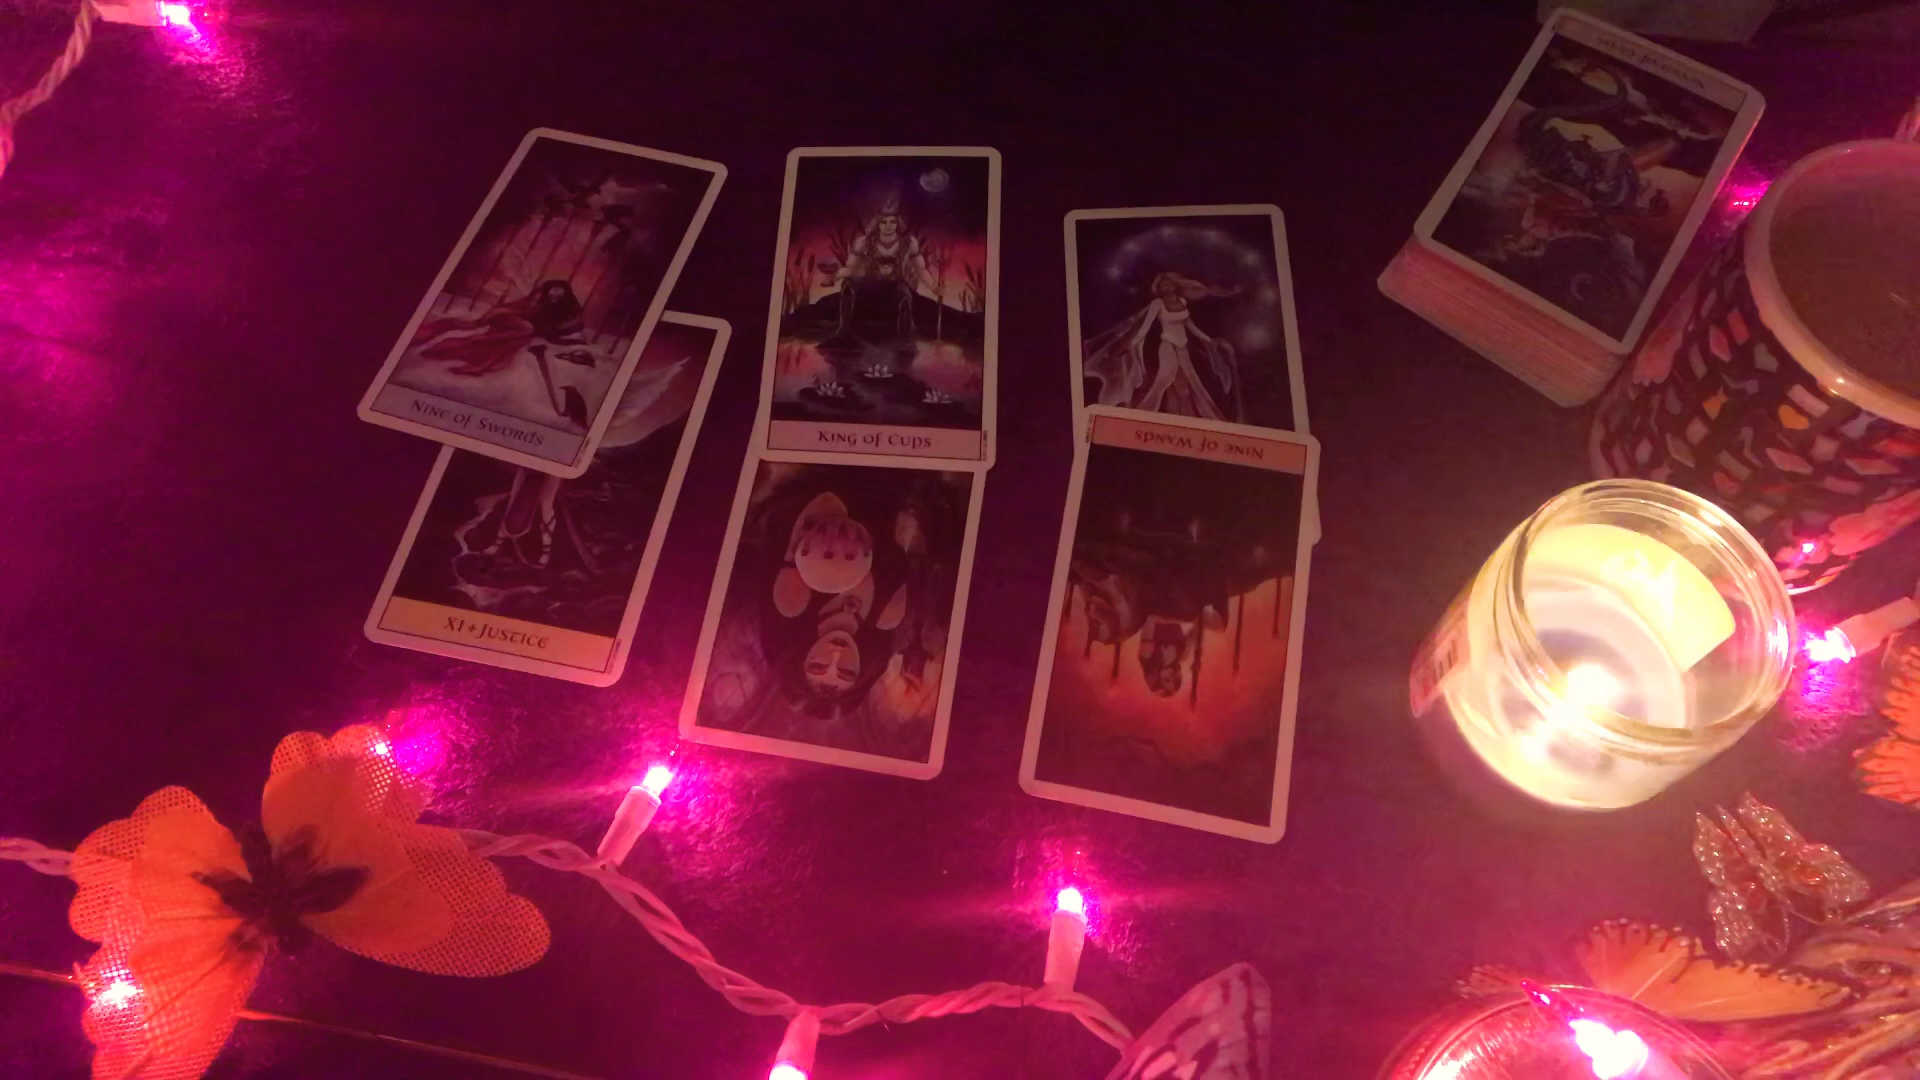 Nine of Swords
King of Cups
Nine of Wands
XI + Justice